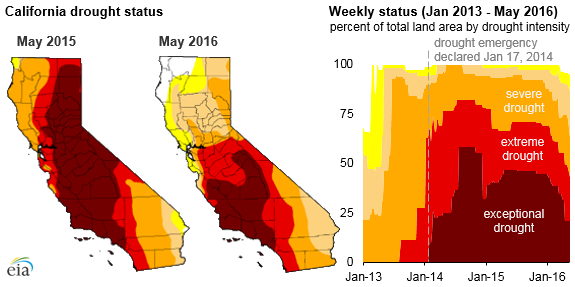 California drought status
May 2015
May 2016
eia
Weekly status (Jan 2013 - May 2016)
percent of total land area by drought intensity
drought emergency
declared Jan 17, 2014
100
75
50
25
0
severe
drought
extreme
drought
exceptional
drought
Jan-13
Jan-14
Jan-15
Jan-16